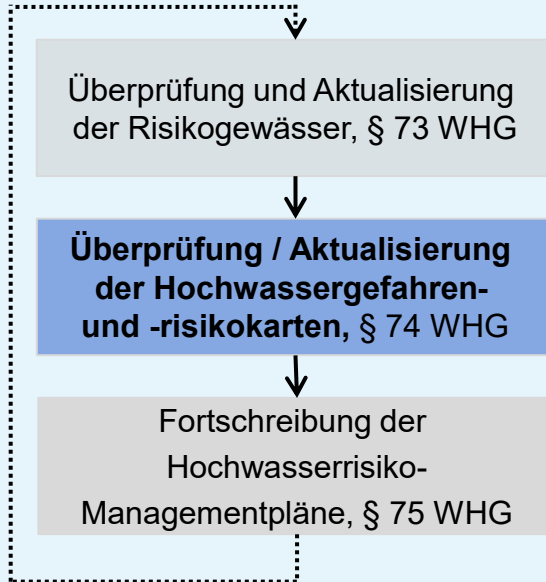 Überprüfung und Aktualisierung
der Risikogewässer, § 73 WHG
Überprüfung / Aktualisierung
der Hochwassergefahren-
und -risikokarten, § 74 WHG
Fortschreibung der
Hochwasserrisiko-
Managementpläne, § 75 WHG